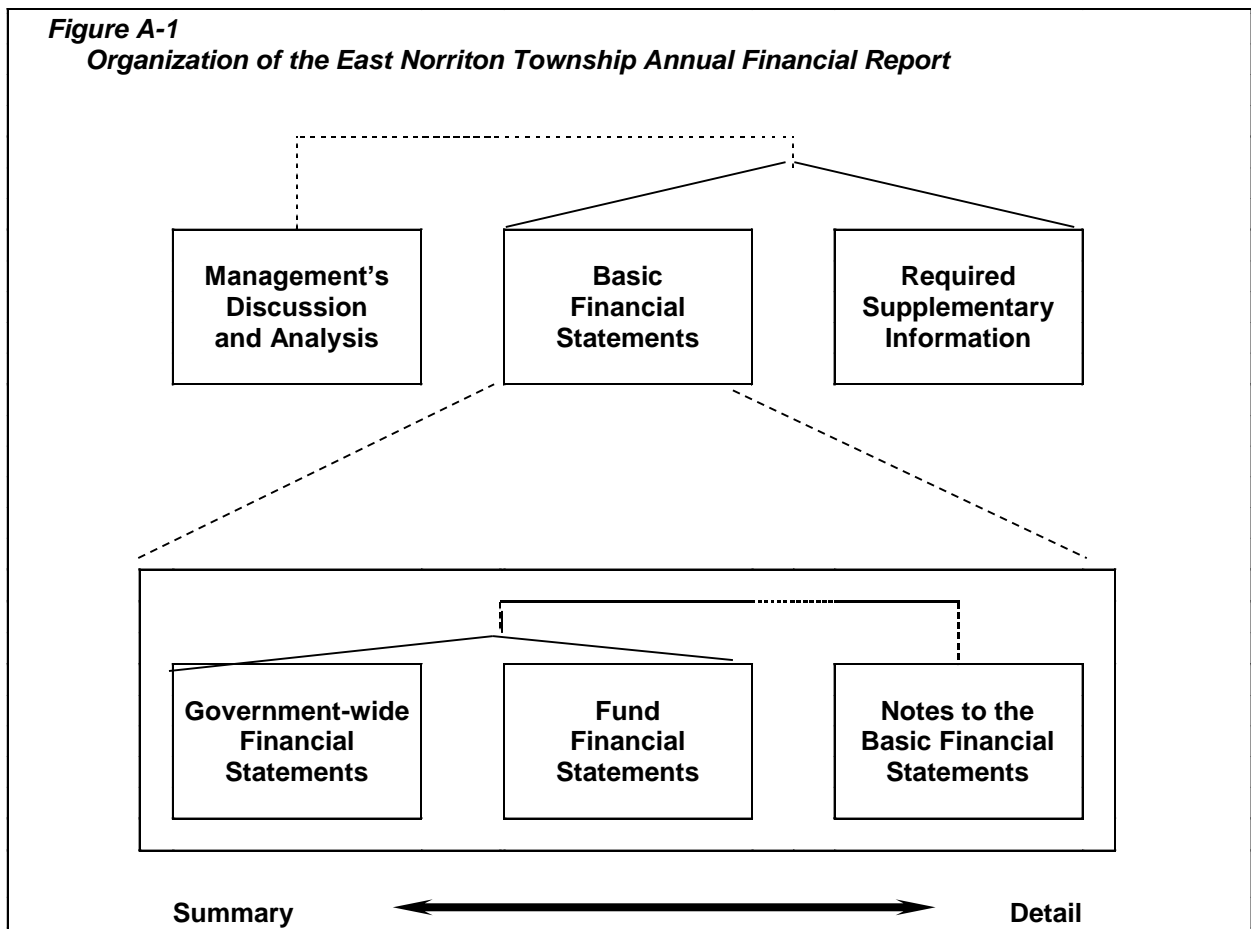 Figure A-1
Organization of the East Norriton Township Annual Financial Report
Management’s
Discussion
and Analysis
Basic
Financial
Statements
Required
Supplementary
Information
Government-wide
Financial
Statements
Fund
Financial
Statements
Notes to the
Basic Financial
Statements
Summary
Detail